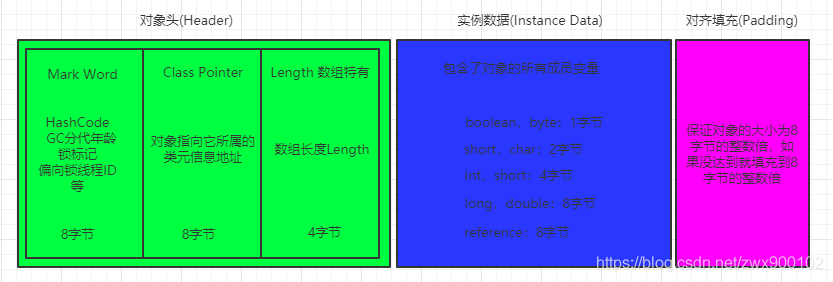 对象头(Header)
实例数据(Instance Data)
对齐填充(Padding)
Mark Word
HashCode
GC分代年龄
锁标记
偏向锁线程ID
等
8字节
Class Pointer
对象指向它所属的
类元信息地址
8字节
Length 数组特有
数组长度Length
4字节
包含了对象的所有成员变量
boolean，byte：1字节
short，char：2字节
int，short：4字节
long，double：8字节
reference：8字节
保证对象的大小为8
字节的整数倍，如
果没达到就填充到8
字节的整数倍
https://blog.csdn.net/zwx900102